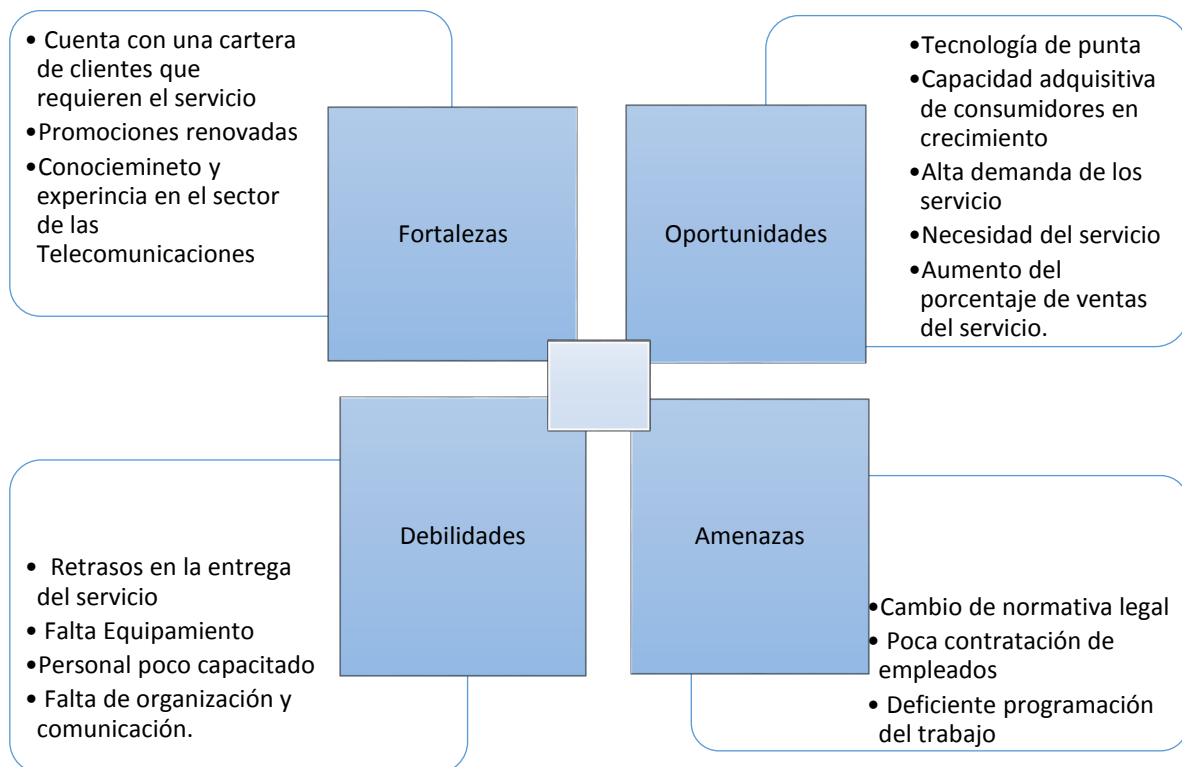 • Cuenta con una cartera
de clientes que
requieren el servicio
•Promociones renovadas
•Conociemineto y
experincia en el sector
de las
Telecomunicaciones
Fortalezas
•Tecnología de punta
•Capacidad adquisitiva
de consumidores en
crecimiento
•Alta demanda de los
servicio
•Necesidad del servicio
•Aumento del
porcentaje de ventas
del servicio.
Oportunidades
• Retrasos en la entrega
del servicio
• Falta Equipamiento
•Personal poco capacitado
• Falta de organización y
comunicación.
Debilidades
•Cambio de normativa legal
• Poca contratación de
empleados
• Deficiente programación
del trabajo
Amenazas